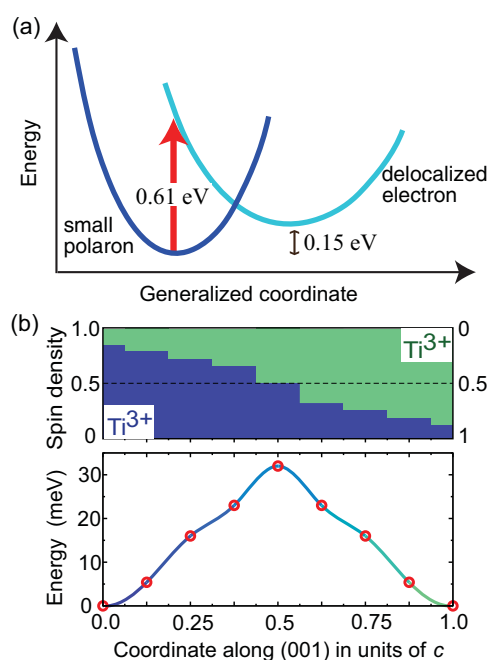 (a)
Energy
0.61 eV
small
polaron
delocalized
electron
0.15 eV
Generalized coordinate
(b)
Spin density
1.0
0.5
0
Ti3+
Ti3+
0
0.5
1
Energy (meV)
30
20
10
0
0.0 0.25 0.5 0.75 1.0
Coordinate along (001) in units of c